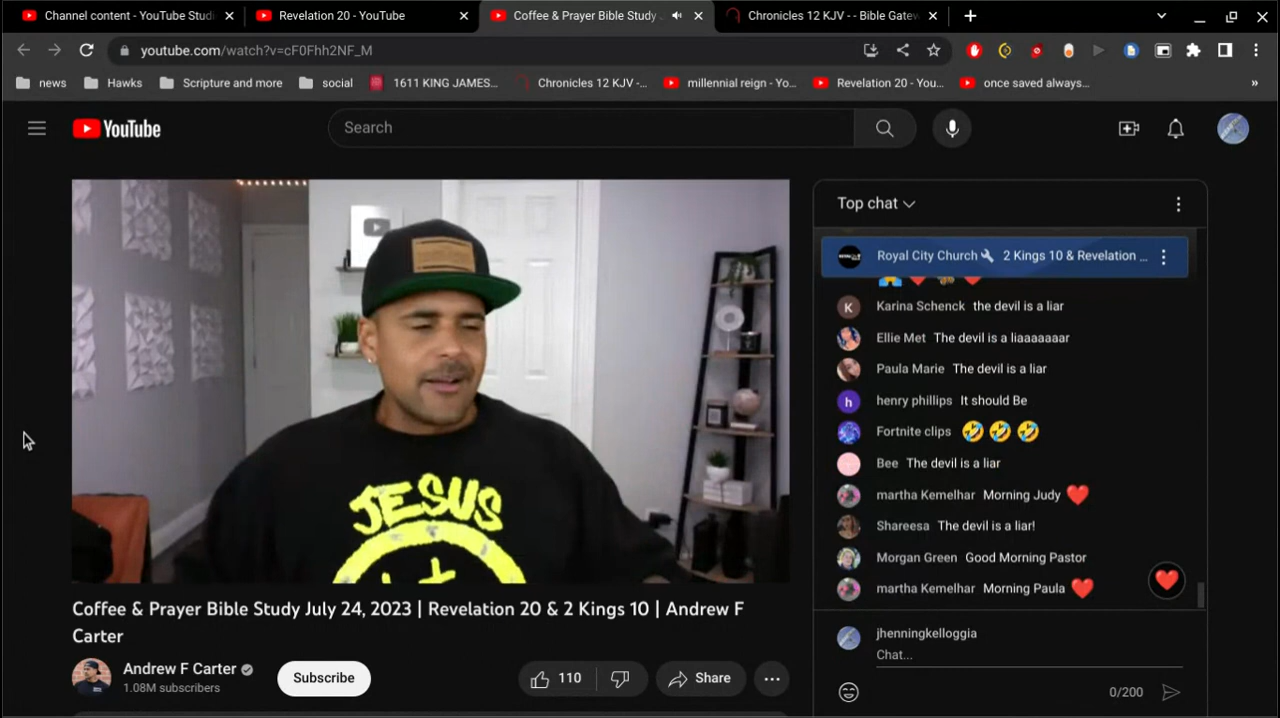 Channel content - YouTube Studi
Revelation 20 - YouTube
Coffee & Prayer Bible Study
Chronicles 12 KJV - - Bible Gatew
youtube.com/watch?v=cF0Fhh2NF_M
news
Hawks
Scripture and more
social
1611 KING JAMES...
Chronicles 12 KJV -...
millennial reign - Yo...
Revelation 20 - You...
once saved always...
»
YouTube
Search
Top chat
Royal City Church 2 Kings 10 & Revelation ...
K
Karina Schenck the devil is a liar
Ellie Met The devil is a liaaaaaaar
Paula Marie The devil is a liar
h
henry phillips It should Be
Fortnite clips 🤣 🤣 🤣
Bee The devil is a liar
martha Kemelhar Morning Judy ❤️
Shareesa The devil is a liar!
Morgan Green Good Morning Pastor
martha Kemelhar Morning Paula ❤️
jhenningkelloggia
Chat...
0/200
JESUS
Coffee & Prayer Bible Study July 24, 2023 | Revelation 20 & 2 Kings 10 | Andrew F
Carter
Andrew F Carter
1.08M subscribers
Subscribe
110
Share